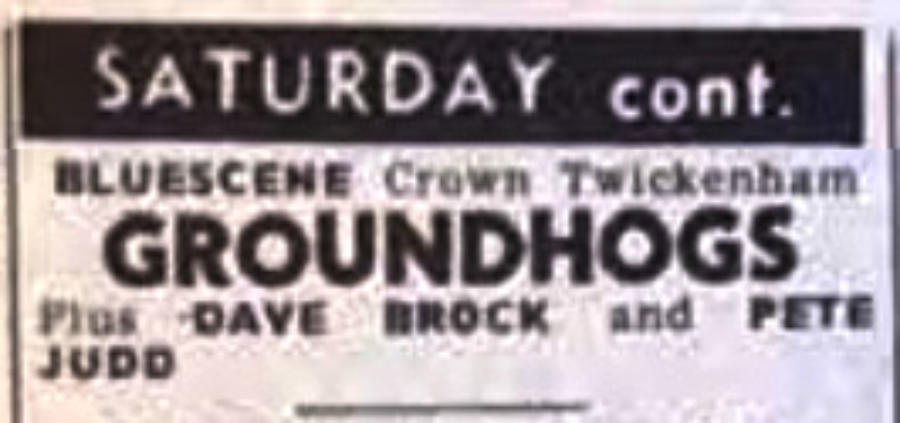 SATURDAY cont.
BLUESCENE Crown Twickenham
GROUNDHOGS
Plus DAVE BROCK and PETE
JUDD